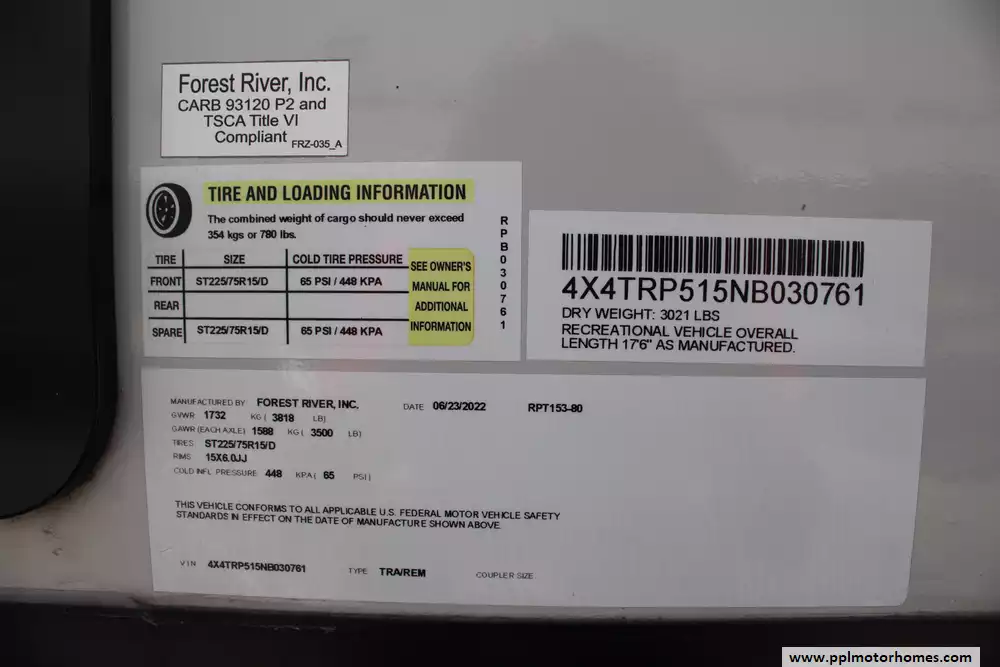 Forest River, Inc.
CARB 93120 P2 and
TSCA Title VI
Compliant FRZ-035_A
TIRE AND LOADING INFORMATION
The combined weight of cargo should never exceed
354 kgs or 780 lbs.
TIRE SIZE COLD TIRE PRESSURE
FRONT ST225/75R15/D 65 PSI / 448 KPA
REAR
SPARE ST225/75R15/D 65 PSI / 448 KPA
SEE OWNER'S
MANUAL FOR
ADDITIONAL
INFORMATION
RPB030761
4X4TRP515NB030761
DRY WEIGHT: 3021 LBS
RECREATIONAL VEHICLE OVERALL
LENGTH 17'6" AS MANUFACTURED.
MANUFACTURED BY FOREST RIVER, INC. DATE 06/23/2022 RPT153-80
GVWR 1732 KG ( 3818 LB)
GAWR (EACH AXLE) 1588 KG ( 3500 LB)
TIRES ST225/75R15/D
RIMS 15X6.0JJ
COLD INFL PRESSURE 448 KPA ( 65 PSI )
THIS VEHICLE CONFORMS TO ALL APPLICABLE U.S. FEDERAL MOTOR VEHICLE SAFETY
STANDARDS IN EFFECT ON THE DATE OF MANUFACTURE SHOWN ABOVE.
VIN 4X4TRP515NB030761 TYPE TRA/REM COUPLER SIZE
www.pplmotorhomes.com